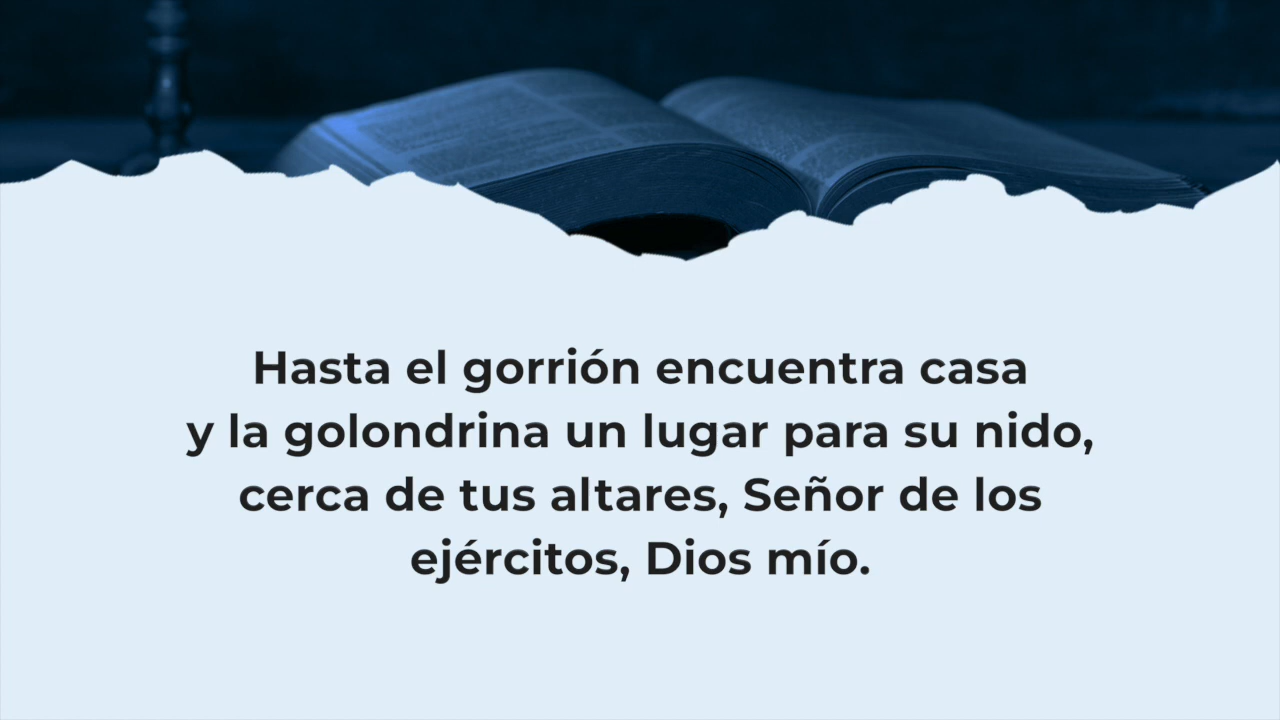 Hasta el gorrión encuentra casa
y la golondrina un lugar para su nido,
cerca de tus altares, Señor de los
ejércitos, Dios mío.